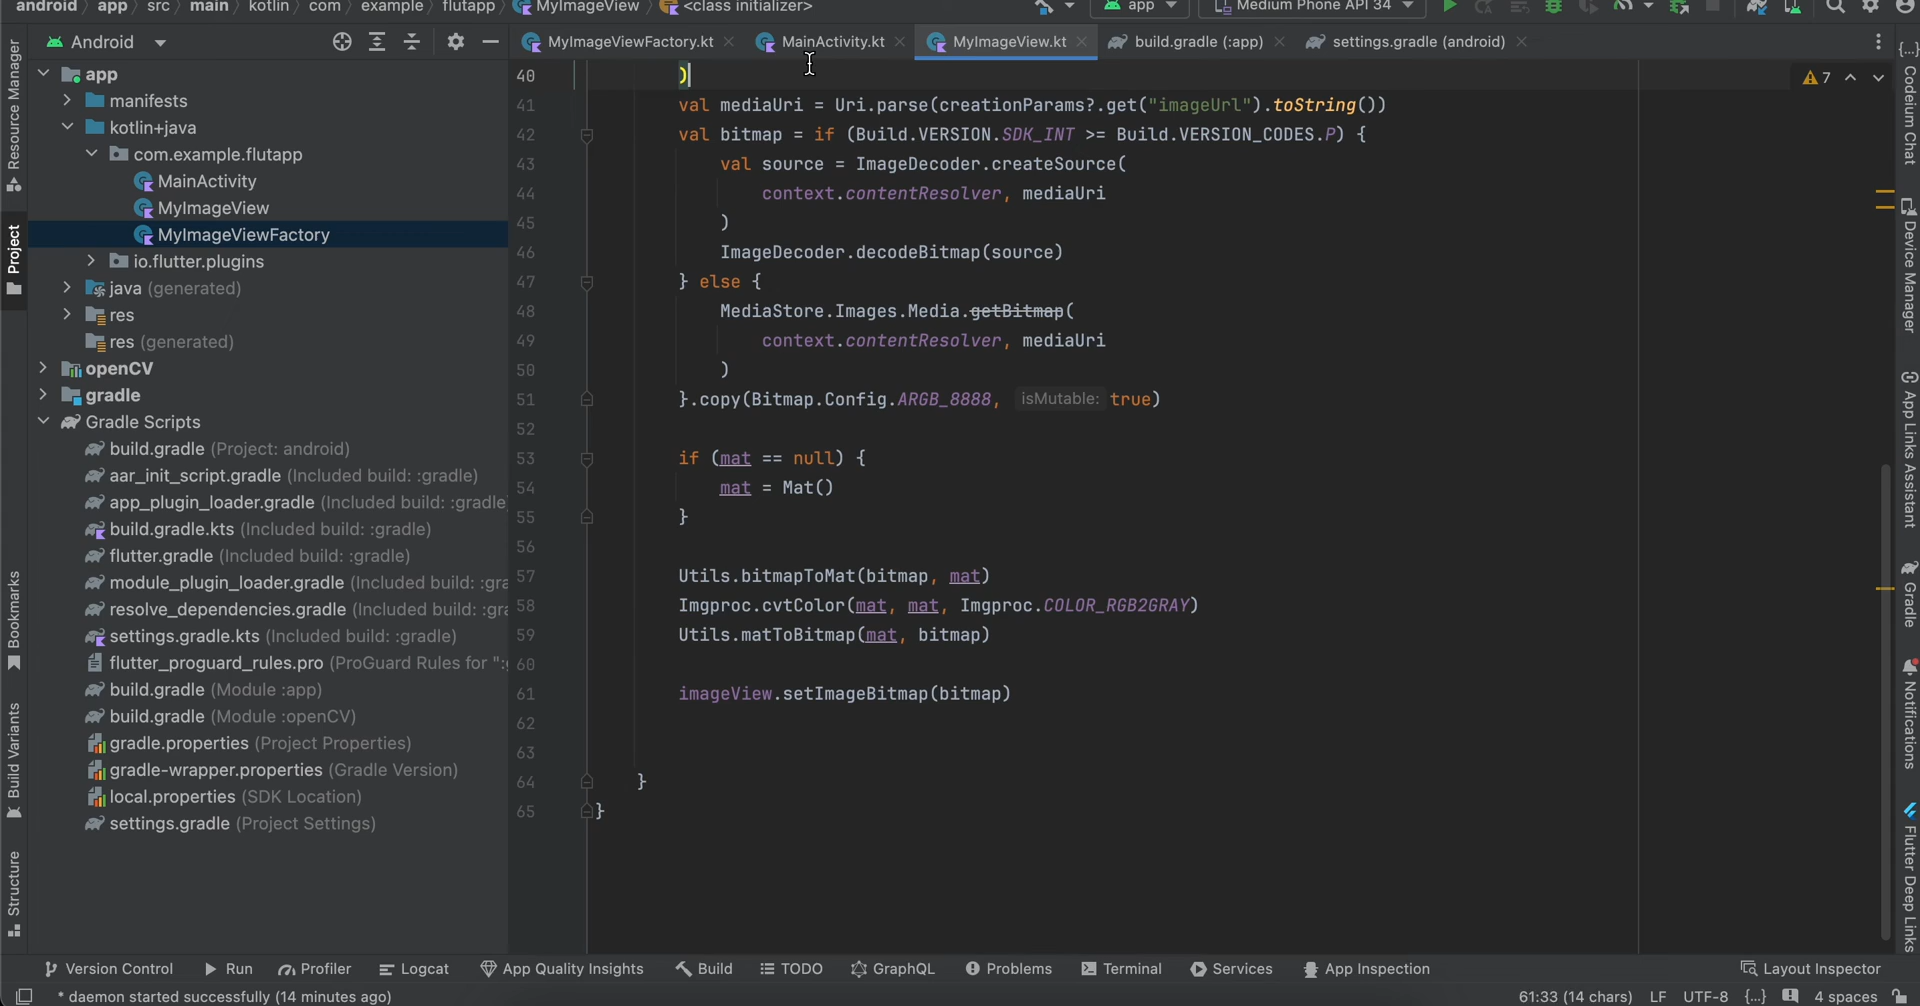 android 〉 app 〉 src 〉 main 〉 kotlin 〉 com 〉 example 〉 flutapp 〉 MyImageView 〉 <class initializer>
app
Medium Phone API 34
Android
MyImageViewFactory.kt
MainActivity.kt
MyImageView.kt
build.gradle (:app)
settings.gradle (android)
Resource Manager
Project
Bookmarks
Build Variants
Structure
app
manifests
kotlin+java
com.example.flutapp
MainActivity
MyImageView
MyImageViewFactory
io.flutter.plugins
java (generated)
res
res (generated)
openCV
gradle
Gradle Scripts
build.gradle (Project: android)
aar_init_script.gradle (Included build: :gradle)
app_plugin_loader.gradle (Included build: :gradle)
build.gradle.kts (Included build: :gradle)
flutter.gradle (Included build: :gradle)
module_plugin_loader.gradle (Included build: :gra
resolve_dependencies.gradle (Included build: :gra
settings.gradle.kts (Included build: :gradle)
flutter_proguard_rules.pro (ProGuard Rules for ":
build.gradle (Module :app)
build.gradle (Module :openCV)
gradle.properties (Project Properties)
gradle-wrapper.properties (Gradle Version)
local.properties (SDK Location)
settings.gradle (Project Settings)
7
40 )
41 val mediaUri = Uri.parse(creationParams?.get("imageUrl").toString())
42 val bitmap = if (Build.VERSION.SDK_INT >= Build.VERSION_CODES.P) {
43 val source = ImageDecoder.createSource(
44 context.contentResolver, mediaUri
45 )
46 ImageDecoder.decodeBitmap(source)
47 } else {
48 MediaStore.Images.Media.getBitmap(
49 context.contentResolver, mediaUri
50 )
51 }.copy(Bitmap.Config.ARGB_8888, isMutable: true)
52
53 if (mat == null) {
54 mat = Mat()
55 }
56
57 Utils.bitmapToMat(bitmap, mat)
58 Imgproc.cvtColor(mat, mat, Imgproc.COLOR_RGB2GRAY)
59 Utils.matToBitmap(mat, bitmap)
60
61 imageView.setImageBitmap(bitmap)
62
63
64 }
65 }
{...} Codeium Chat
Device Manager
App Links Assistant
Gradle
Notifications
Flutter Deep Links
Version Control
Run
Profiler
Logcat
App Quality Insights
Build
TODO
GraphQL
Problems
Terminal
Services
App Inspection
Layout Inspector
* daemon started successfully (14 minutes ago)
61:33 (14 chars) LF UTF-8 {...} 4 spaces